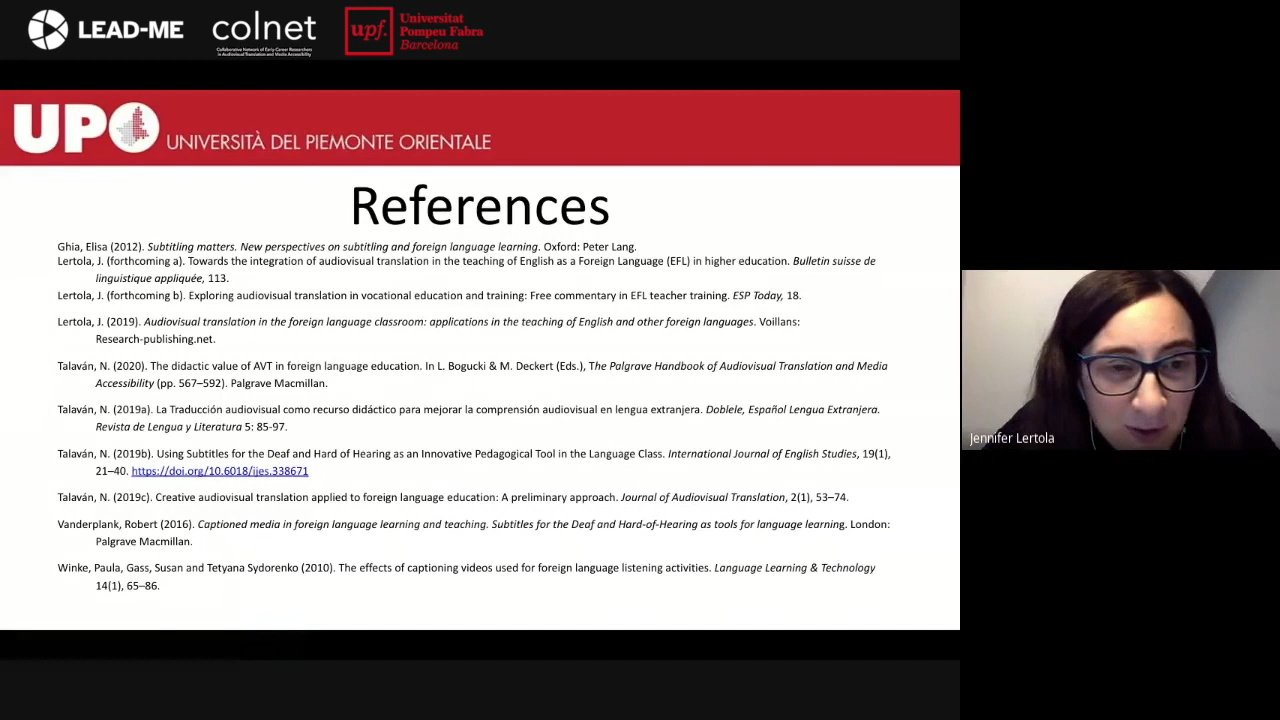 LEAD-ME
colnet
Collaborative Network of Early Career Researchers
in Audiovisual Translation and Media Accessibility
upf.
Universitat
Pompeu Fabra
Barcelona
UPO
UNIVERSITÀ DEL PIEMONTE ORIENTALE
References
Ghia, Elisa (2012). Subtitling matters. New perspectives on subtitling and foreign language learning. Oxford: Peter Lang.
Lertola, J. (forthcoming a). Towards the integration of audiovisual translation in the teaching of English as a Foreign Language (EFL) in higher education. Bulletin suisse de
linguistique appliquée, 113.
Lertola, J. (forthcoming b). Exploring audiovisual translation in vocational education and training: Free commentary in EFL teacher training. ESP Today, 18.
Lertola, J. (2019). Audiovisual translation in the foreign language classroom: applications in the teaching of English and other foreign languages. Voillans:
Research-publishing.net.
Talaván, N. (2020). The didactic value of AVT in foreign language education. In L. Bogucki & M. Deckert (Eds.), The Palgrave Handbook of Audiovisual Translation and Media
Accessibility (pp. 567–592). Palgrave Macmillan.
Talaván, N. (2019a). La Traducción audiovisual como recurso didáctico para mejorar la comprensión audiovisual en lengua extranjera. Doblele, Español Lengua Extranjera.
Revista de Lengua y Literatura 5: 85-97.
Talaván, N. (2019b). Using Subtitles for the Deaf and Hard of Hearing as an Innovative Pedagogical Tool in the Language Class. International Journal of English Studies, 19(1),
21–40. https://doi.org/10.6018/ijes.338671
Talaván, N. (2019c). Creative audiovisual translation applied to foreign language education: A preliminary approach. Journal of Audiovisual Translation, 2(1), 53–74.
Vanderplank, Robert (2016). Captioned media in foreign language learning and teaching. Subtitles for the Deaf and Hard-of-Hearing as tools for language learning. London:
Palgrave Macmillan.
Winke, Paula, Gass, Susan and Tetyana Sydorenko (2010). The effects of captioning videos used for foreign language listening activities. Language Learning & Technology
14(1), 65–86.
Jennifer Lertola